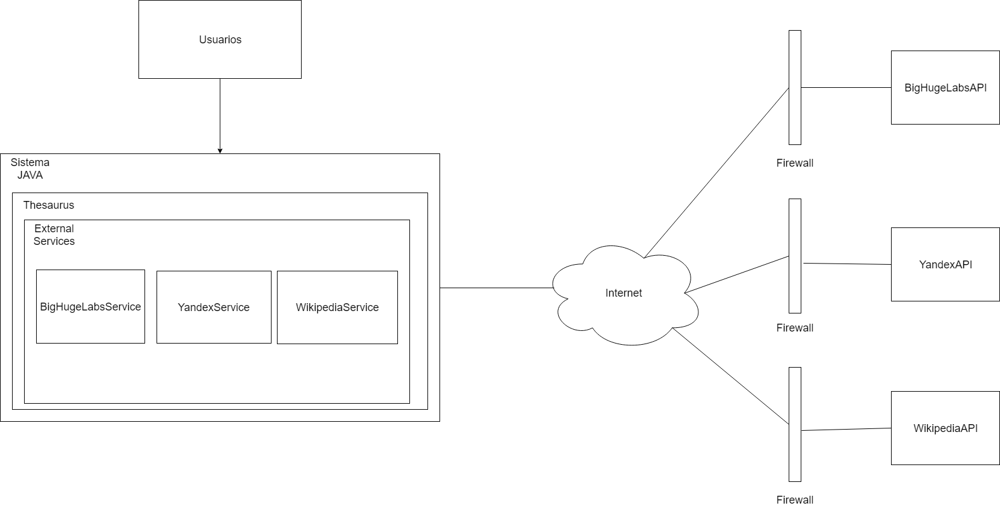 Usuarios
Sistema
JAVA
Thesaurus
External
Services
BigHugeLabsService
YandexService
WikipediaService
Internet
Firewall
BigHugeLabsAPI
Firewall
YandexAPI
Firewall
WikipediaAPI